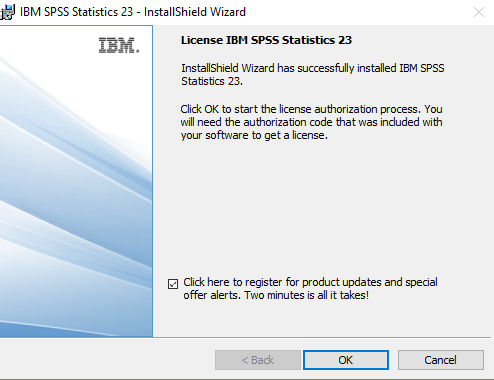 IBM SPSS Statistics 23 - InstallShield Wizard
IBM.
License IBM SPSS Statistics 23
InstallShield Wizard has successfully installed IBM SPSS
Statistics 23.
Click OK to start the license authorization process. You
will need the authorization code that was included with
your software to get a license.
Click here to register for product updates and special
offer alerts. Two minutes is all it takes!
< Back
OK
Cancel